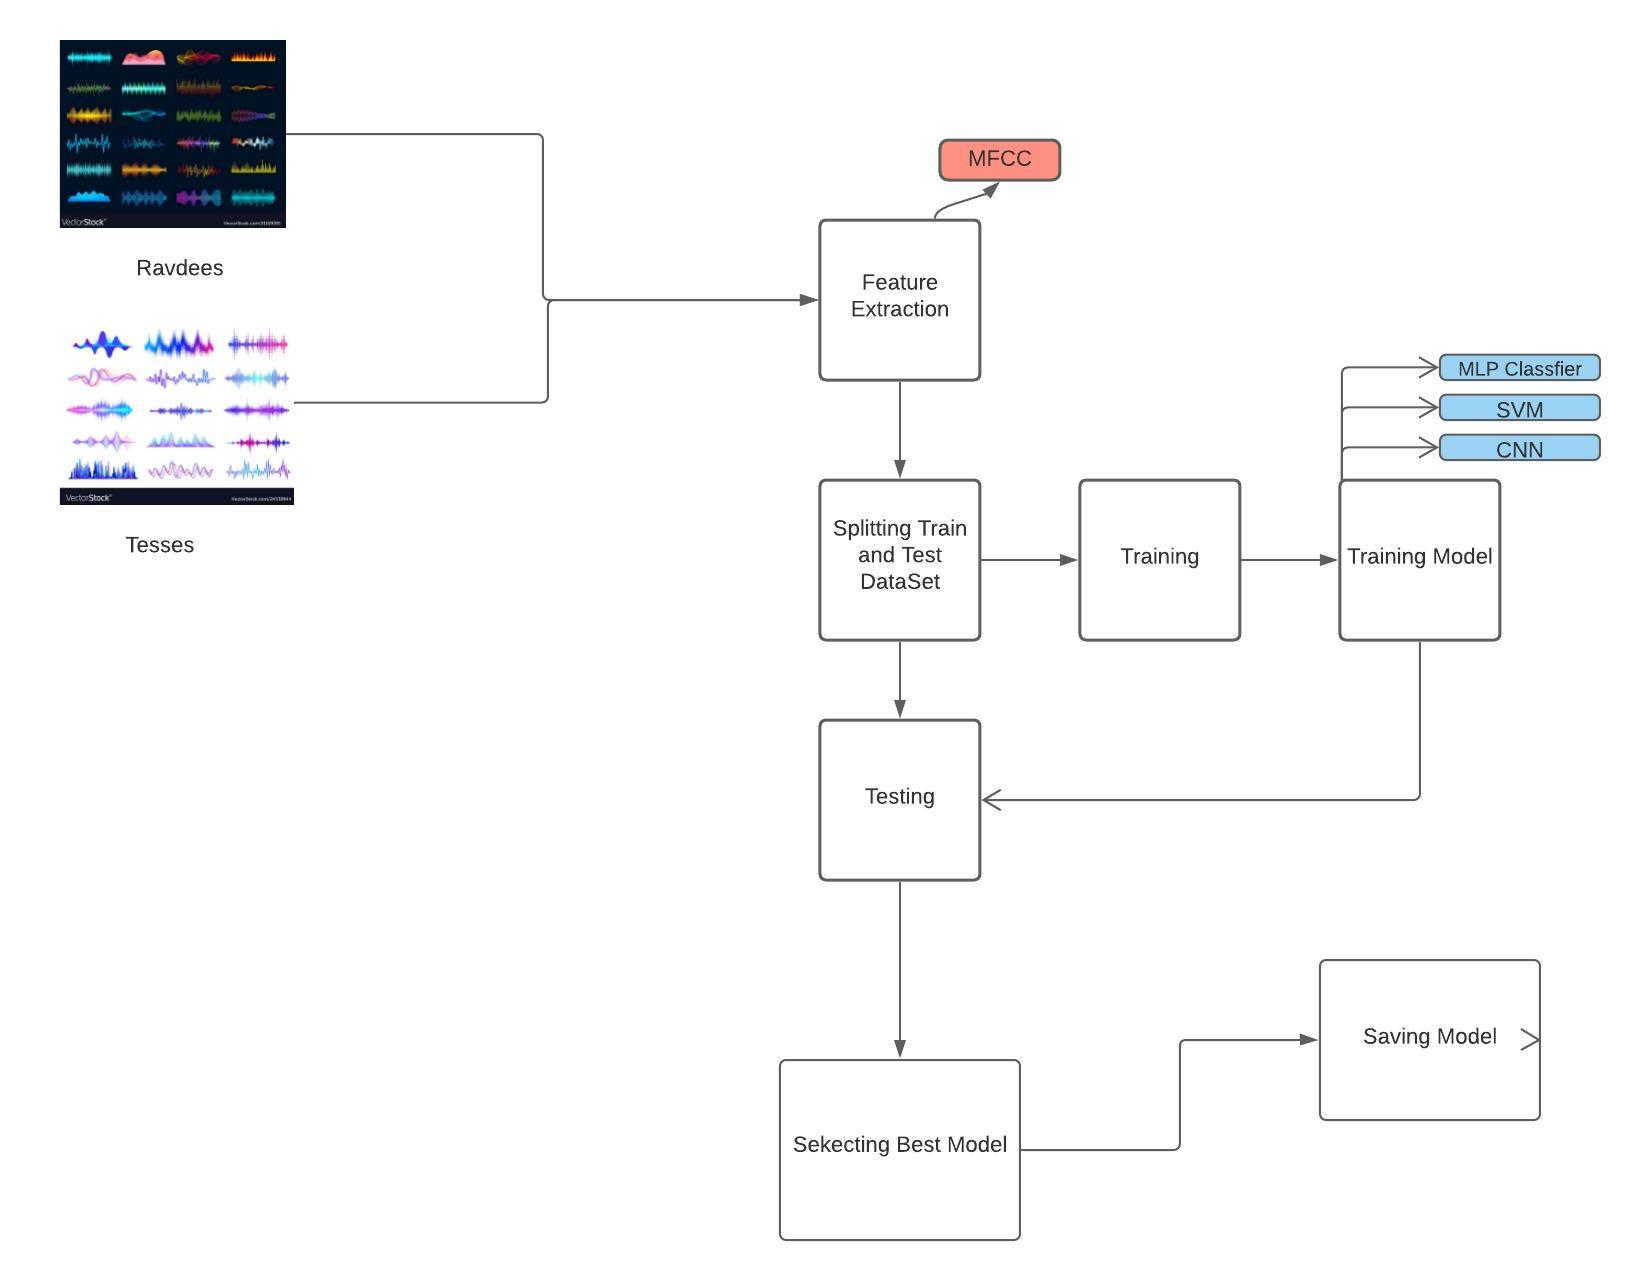 VectorStock
Ravdees
VectorStock
Tesses
MFCC
Feature
Extraction
MLP Classfier
SVM
CNN
Splitting Train
and Test
DataSet
Training
Training Model
Testing
Saving Model
Sekecting Best Model